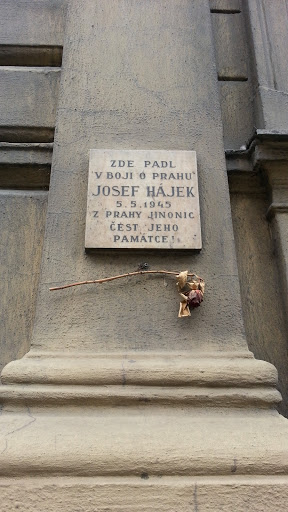 ZDE PADL
V BOJI O PRAHU
JOSEF HÁJEK
5.5.1945
Z PRAHY JINONIC
ČEST JEHO
PAMÁTCE!